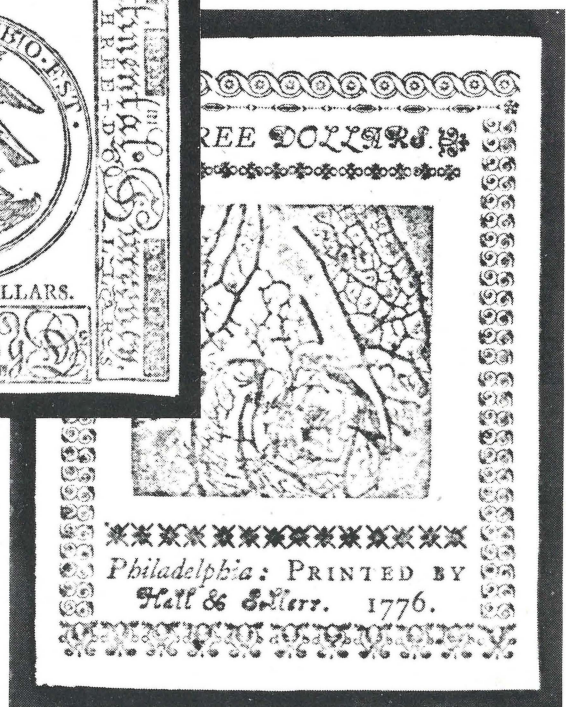 BIO·EST·
LLARS.
REE DOLLARS.
Philadelphia: PRINTED BY
Hall & Sellers. 1776.